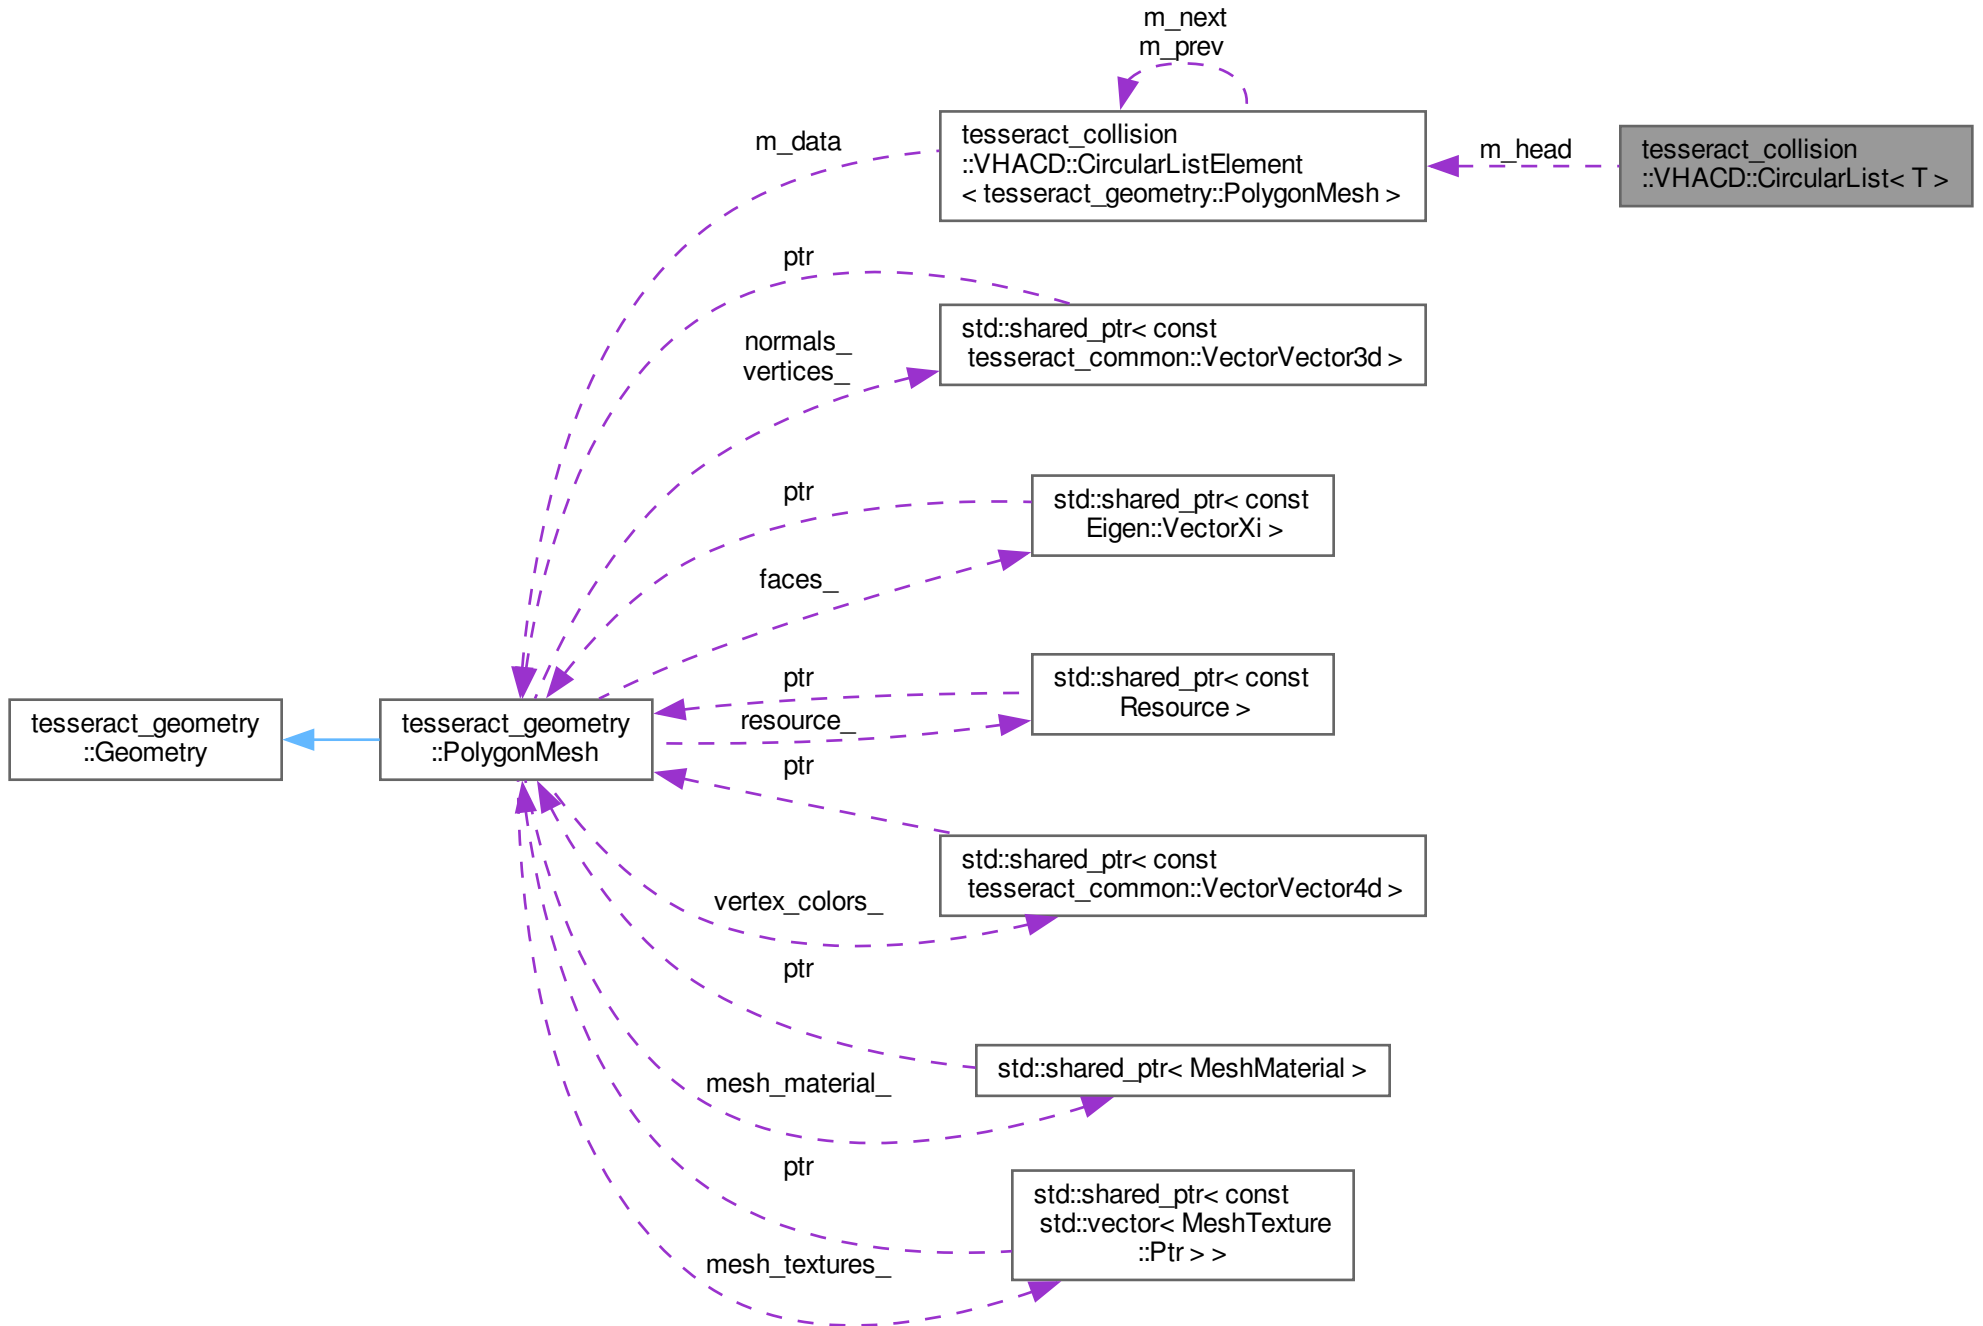 m_next
m_prev
tesseract_collision
::VHACD::CircularListElement
< tesseract_geometry::PolygonMesh >
m_head
tesseract_collision
::VHACD::CircularList< T >
m_data
ptr
std::shared_ptr< const
tesseract_common::VectorVector3d >
normals_
vertices_
ptr
std::shared_ptr< const
Eigen::VectorXi >
faces_
ptr
std::shared_ptr< const
Resource >
resource_
tesseract_geometry
::Geometry
tesseract_geometry
::PolygonMesh
ptr
std::shared_ptr< const
tesseract_common::VectorVector4d >
vertex_colors_
ptr
std::shared_ptr< MeshMaterial >
mesh_material_
ptr
std::shared_ptr< const
std::vector< MeshTexture
::Ptr > >
mesh_textures_